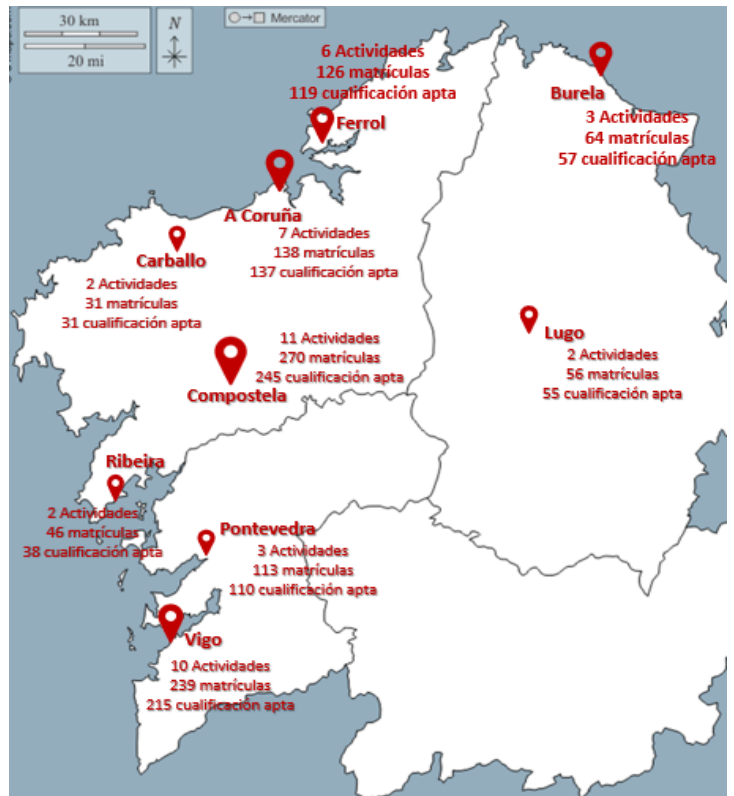 30 km
20 mi
N
Mercator
6 Actividades
126 matrículas
119 cualificación apta
Ferrol
Burela
3 Actividades
64 matrículas
57 cualificación apta
A Coruña
7 Actividades
138 matrículas
137 cualificación apta
Carballo
2 Actividades
31 matrículas
31 cualificación apta
11 Actividades
270 matrículas
245 cualificación apta
Compostela
Lugo
2 Actividades
56 matrículas
55 cualificación apta
Ribeira
2 Actividades
46 matrículas
38 cualificación apta
Pontevedra
3 Actividades
113 matrículas
110 cualificación apta
Vigo
10 Actividades
239 matrículas
215 cualificación apta